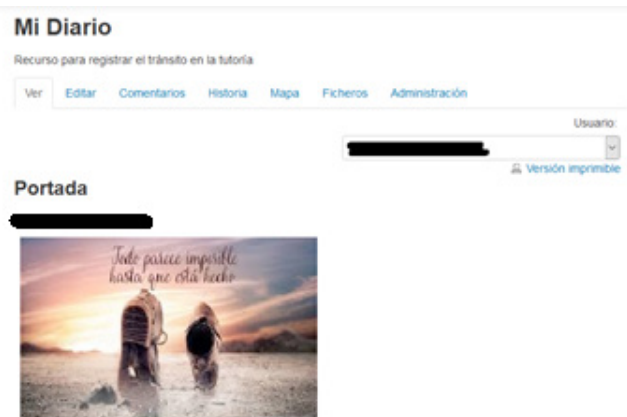 Mi Diario
Recurso para registrar el tránsito en la tutoría
Ver Editar Comentarios Historia Mapa Ficheros Administración
Usuario:
Versión imprimible
Portada
Todo parece imposible
hasta que está hecho